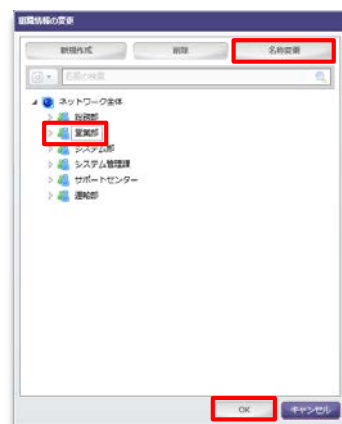 組織情報の変更
新規作成 削除 名称変更
名前の検索
ネットワーク全体
総務部
営業部
システム部
システム管理課
サポートセンター
運輸部
OK キャンセル